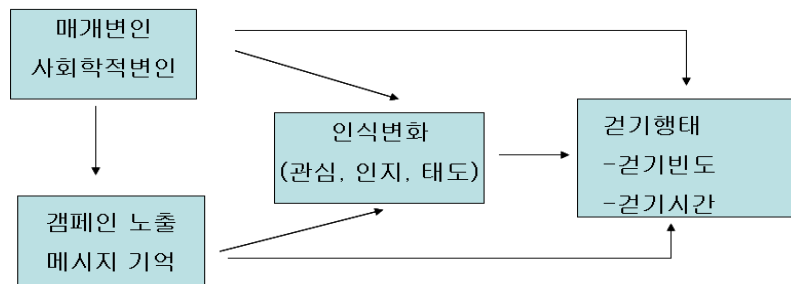 매개변인
사회학적변인
인식변화
(관심, 인지, 태도)
걷기행태
-걷기빈도
-걷기시간
캠페인 노출
메시지 기억